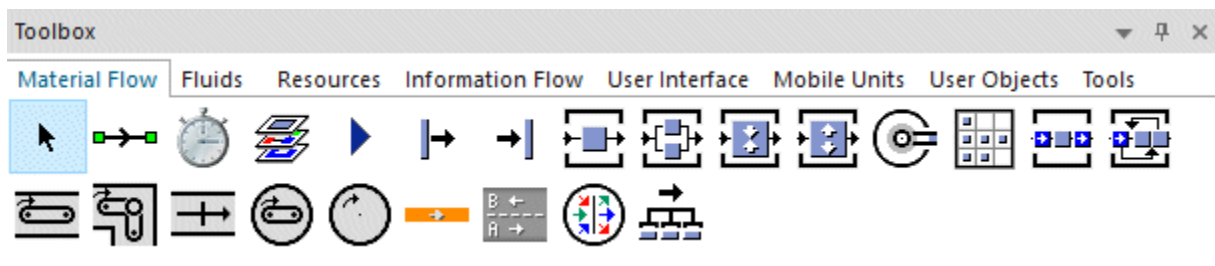 Toolbox
Material Flow Fluids Resources Information Flow User Interface Mobile Units User Objects Tools
B
A